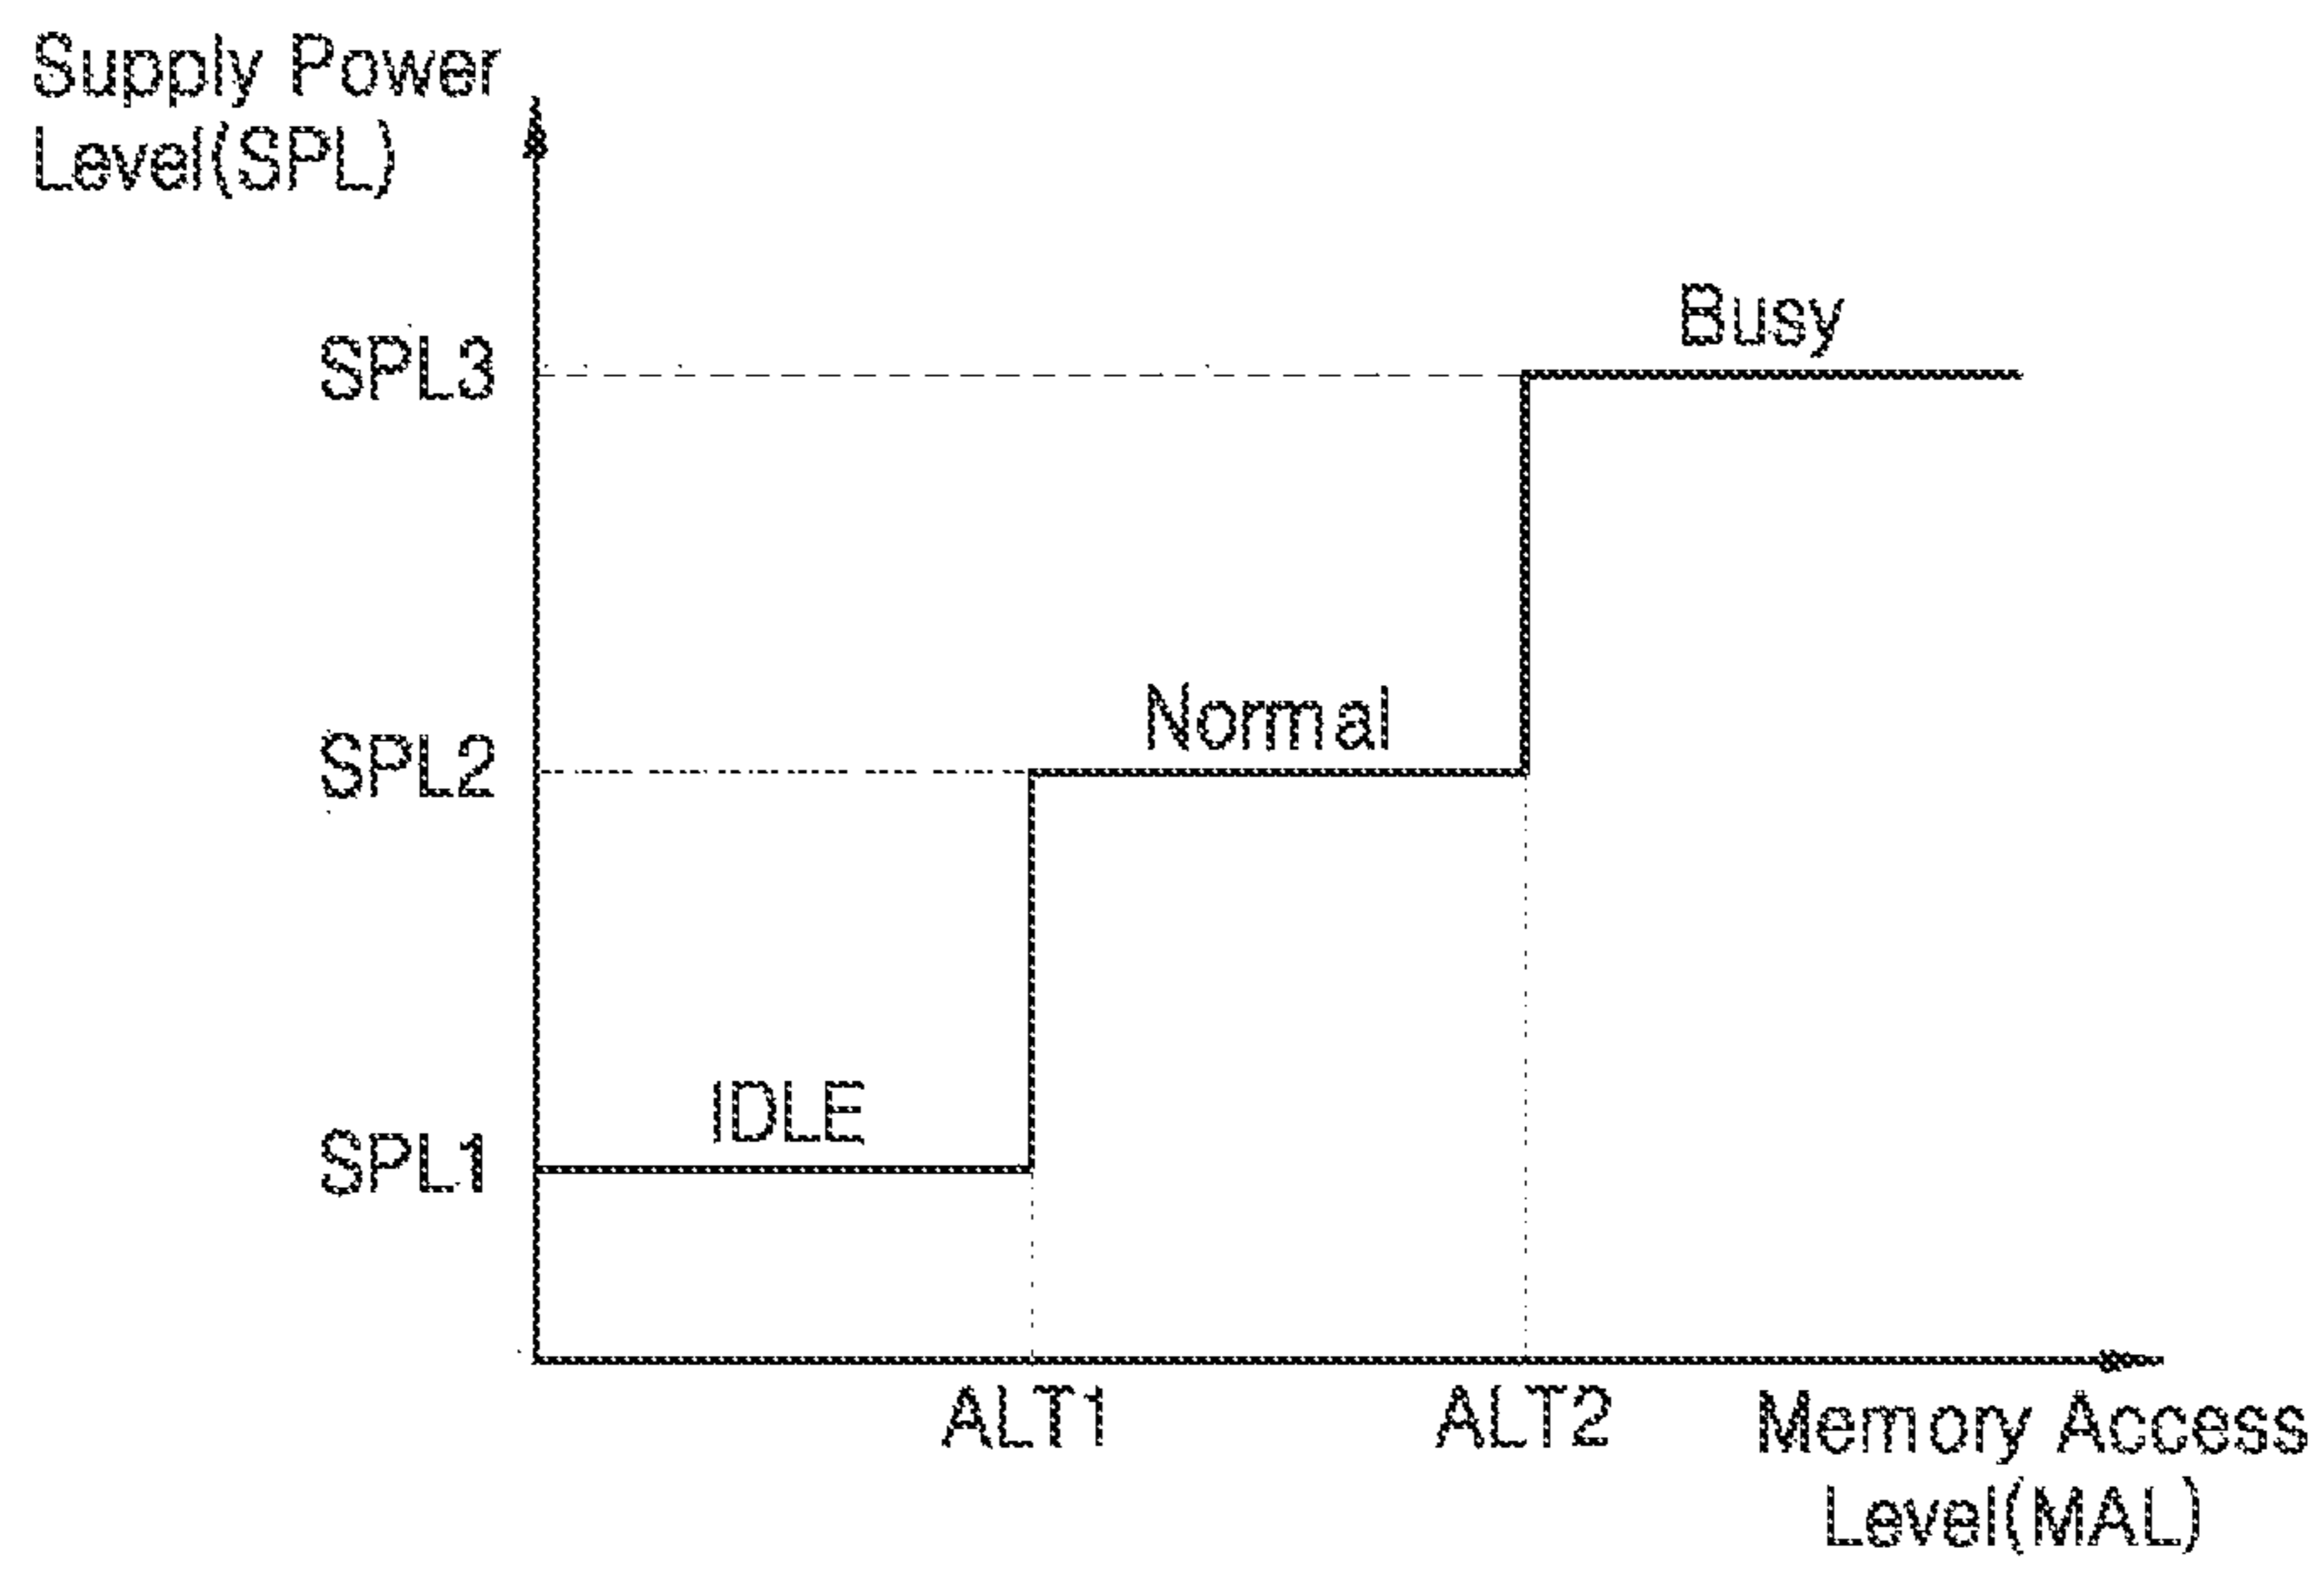 Supply Power
Level(SPL)
Busy
SPL3
Normal
SPL2
IDLE
SPL1
ALT1
ALT2
Memory Access
Level(MAL)